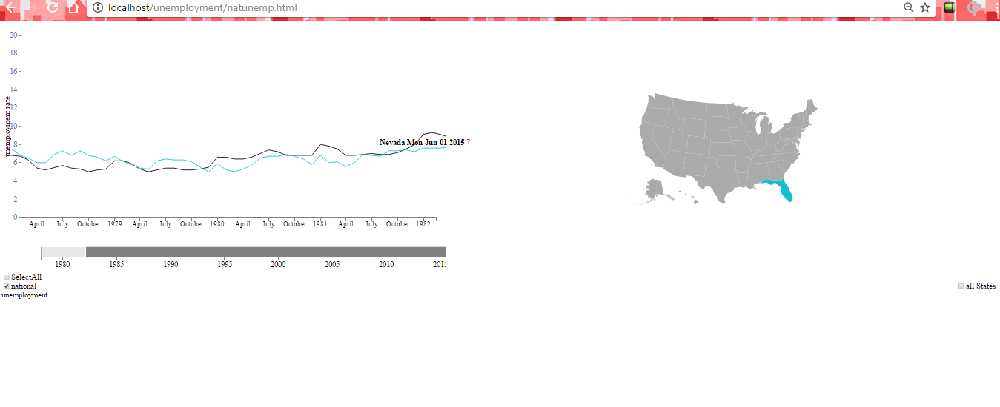 localhost/unemployment/natunemp.html
20
18
16
14
12
10
8
6
4
2
0
unemployment rate
Nevada Mon Jun 01 2015 7
April July October 1979 April July October 1980 April July October 1981 April July October 1982
1980 1985 1990 1995 2000 2005 2010 2015
SelectAll
national
unemployment
all States